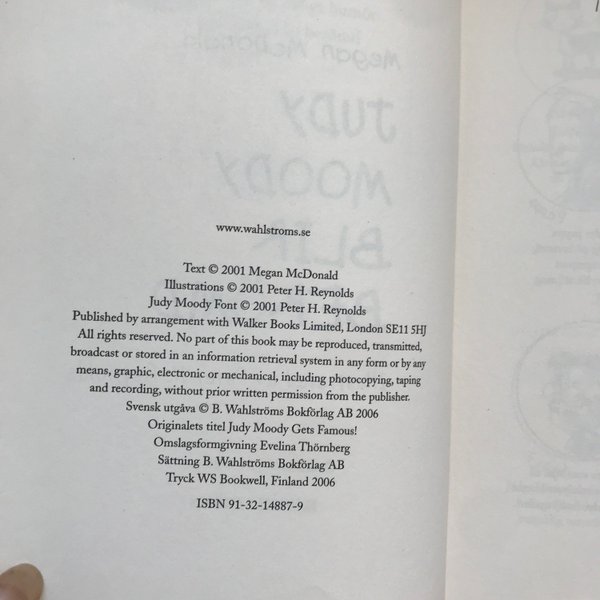 www.wahlstroms.se
Text © 2001 Megan McDonald
Illustrations © 2001 Peter H. Reynolds
Judy Moody Font © 2001 Peter H. Reynolds
Published by arrangement with Walker Books Limited, London SE11 5HJ
All rights reserved. No part of this book may be reproduced, transmitted,
broadcast or stored in an information retrieval system in any form or by any
means, graphic, electronic or mechanical, including photocopying, taping
and recording, without prior written permission from the publisher.
Svensk utgåva © B. Wahlströms Bokförlag AB 2006
Originalets titel Judy Moody Gets Famous!
Omslagsformgivning Evelina Thörnberg
Sättning B. Wahlströms Bokförlag AB
Tryck WS Bookwell, Finland 2006
ISBN 91-32-14887-9
Megan McDonald
JUDY
MOODY
BLIR